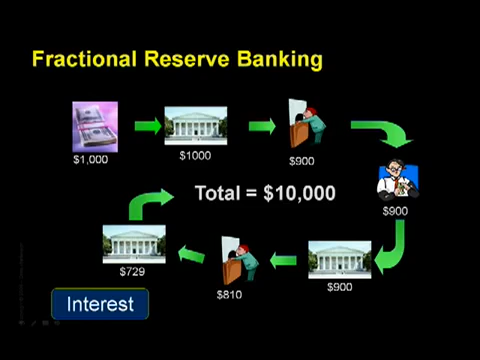 Fractional Reserve Banking
$1,000
$1000
$900
$900
Total = $10,000
$729
$810
$900
Interest